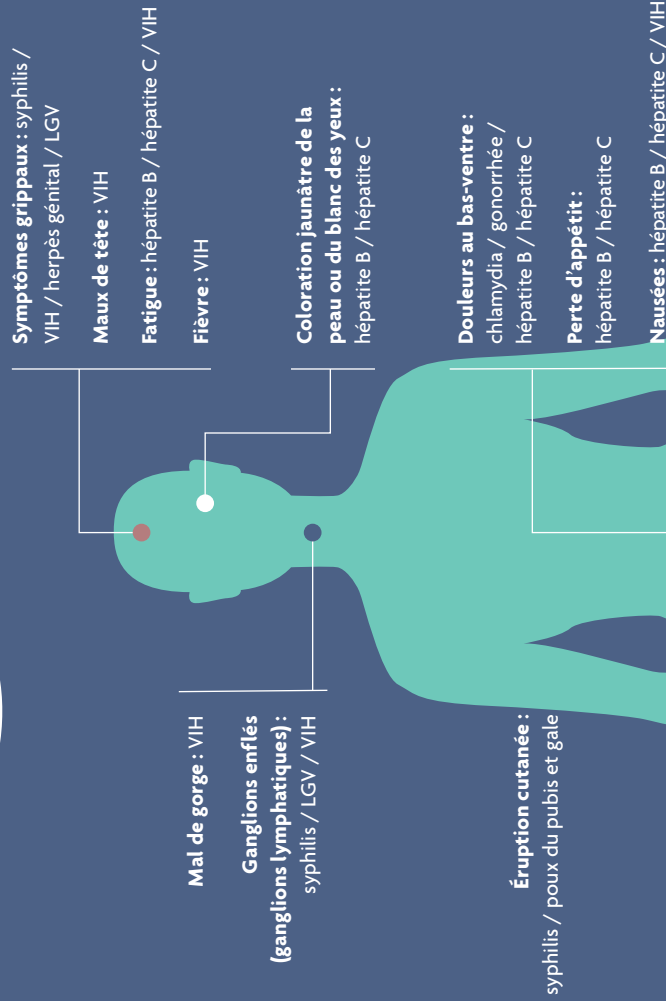 Symptômes grippaux : syphilis /
VIH / herpès génital / LGV
Maux de tête : VIH
Fatigue : hépatite B / hépatite C / VIH
Fièvre : VIH
Coloration jaunâtre de la
peau ou du blanc des yeux :
hépatite B / hépatite C
Douleurs au bas-ventre :
chlamydia / gonorrhée /
hépatite B / hépatite C
Perte d'appétit :
hépatite B / hépatite C
Nausées : hépatite B / hépatite C / VIH
Mal de gorge : VIH
Ganglions enflés
(ganglions lymphatiques) :
syphilis / LGV / VIH
Éruption cutanée :
syphilis / poux du pubis et gale